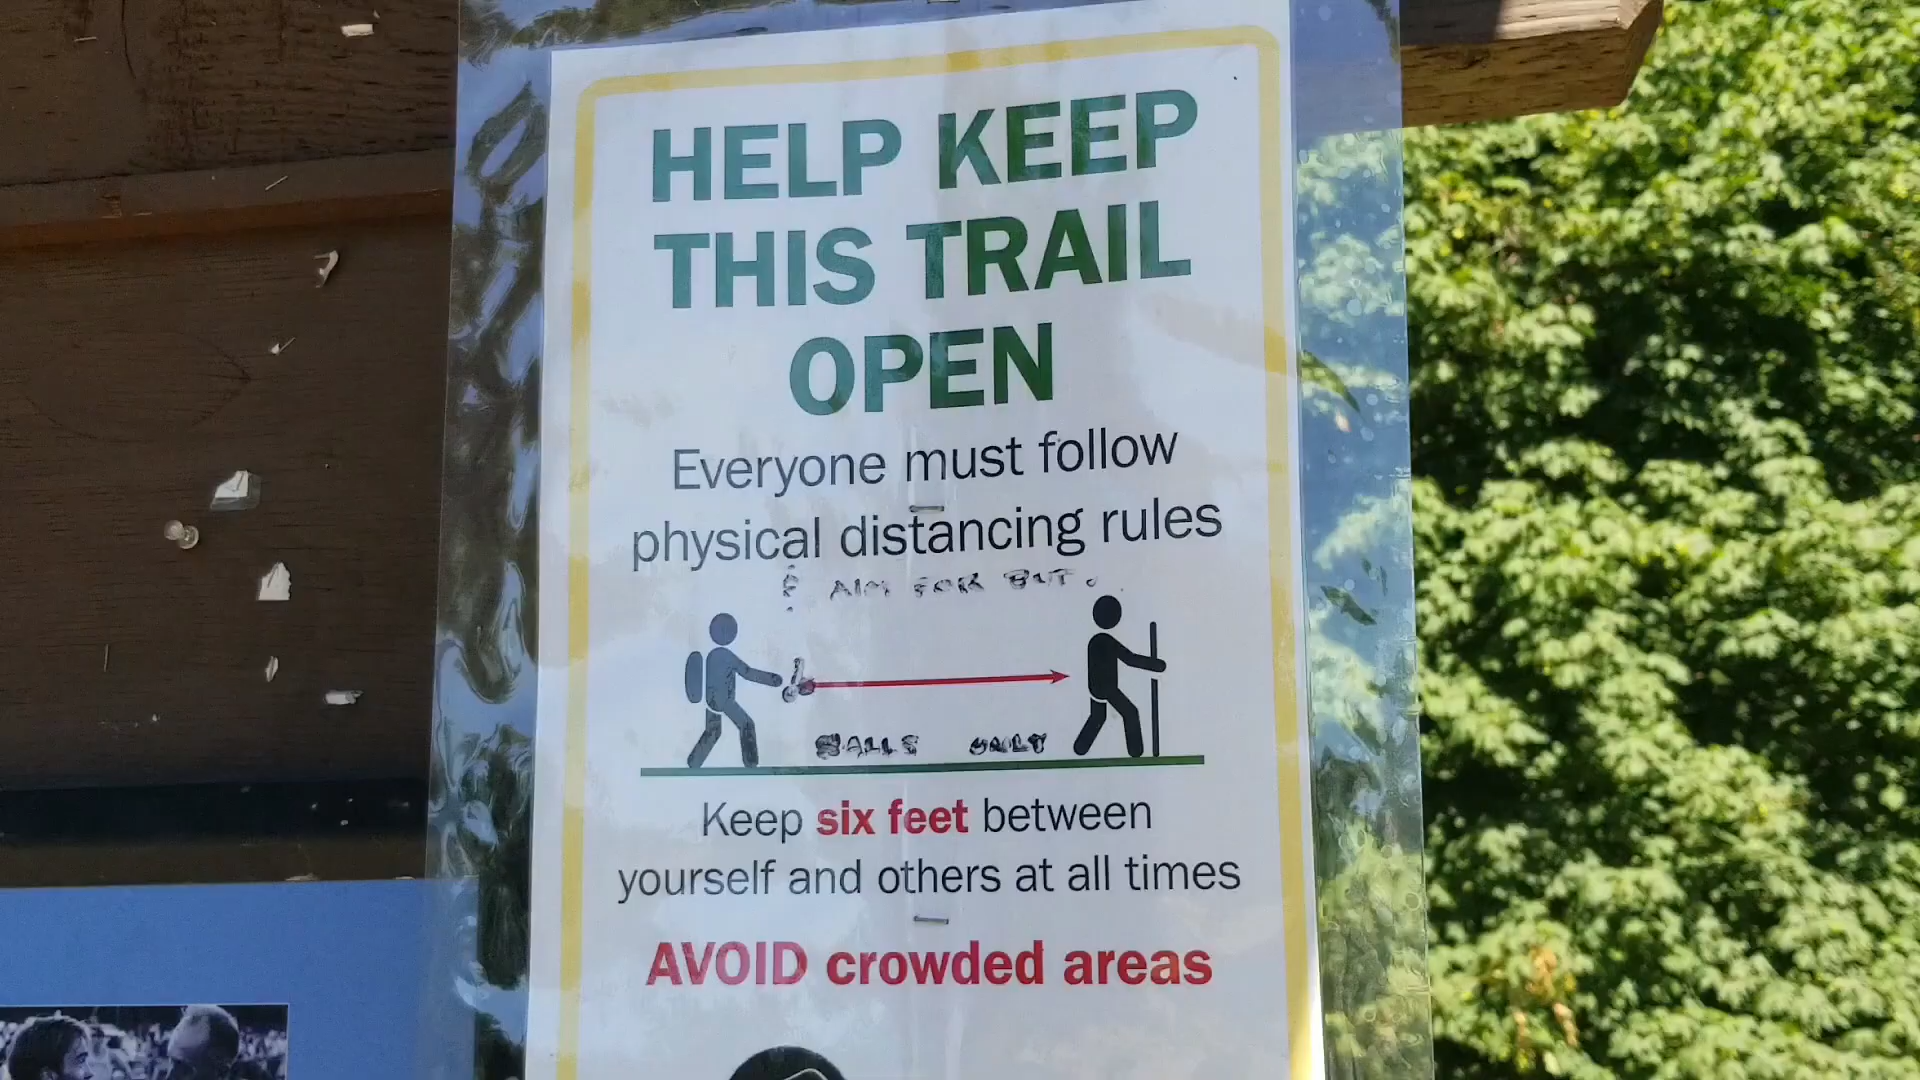 HELP KEEP
THIS TRAIL
OPEN
Everyone must follow
physical distancing rules
& AIM FOR BUT
BALLS ONLY
Keep six feet between
yourself and others at all times
AVOID crowded areas